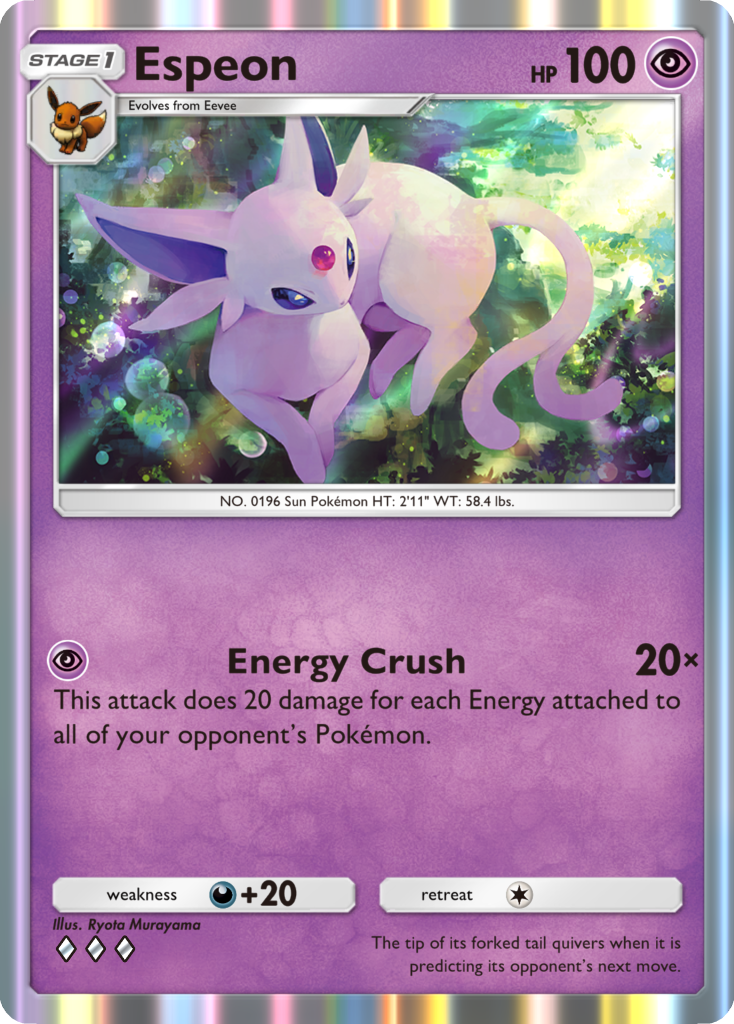 STAGE 1
Espeon
HP 100
Evolves from Eevee
NO. 0196 Sun Pokémon HT: 2'11" WT: 58.4 lbs.
Energy Crush 20×
This attack does 20 damage for each Energy attached to
all of your opponent’s Pokémon.
weakness +20
retreat
Illus. Ryota Murayama
The tip of its forked tail quivers when it is
predicting its opponent’s next move.